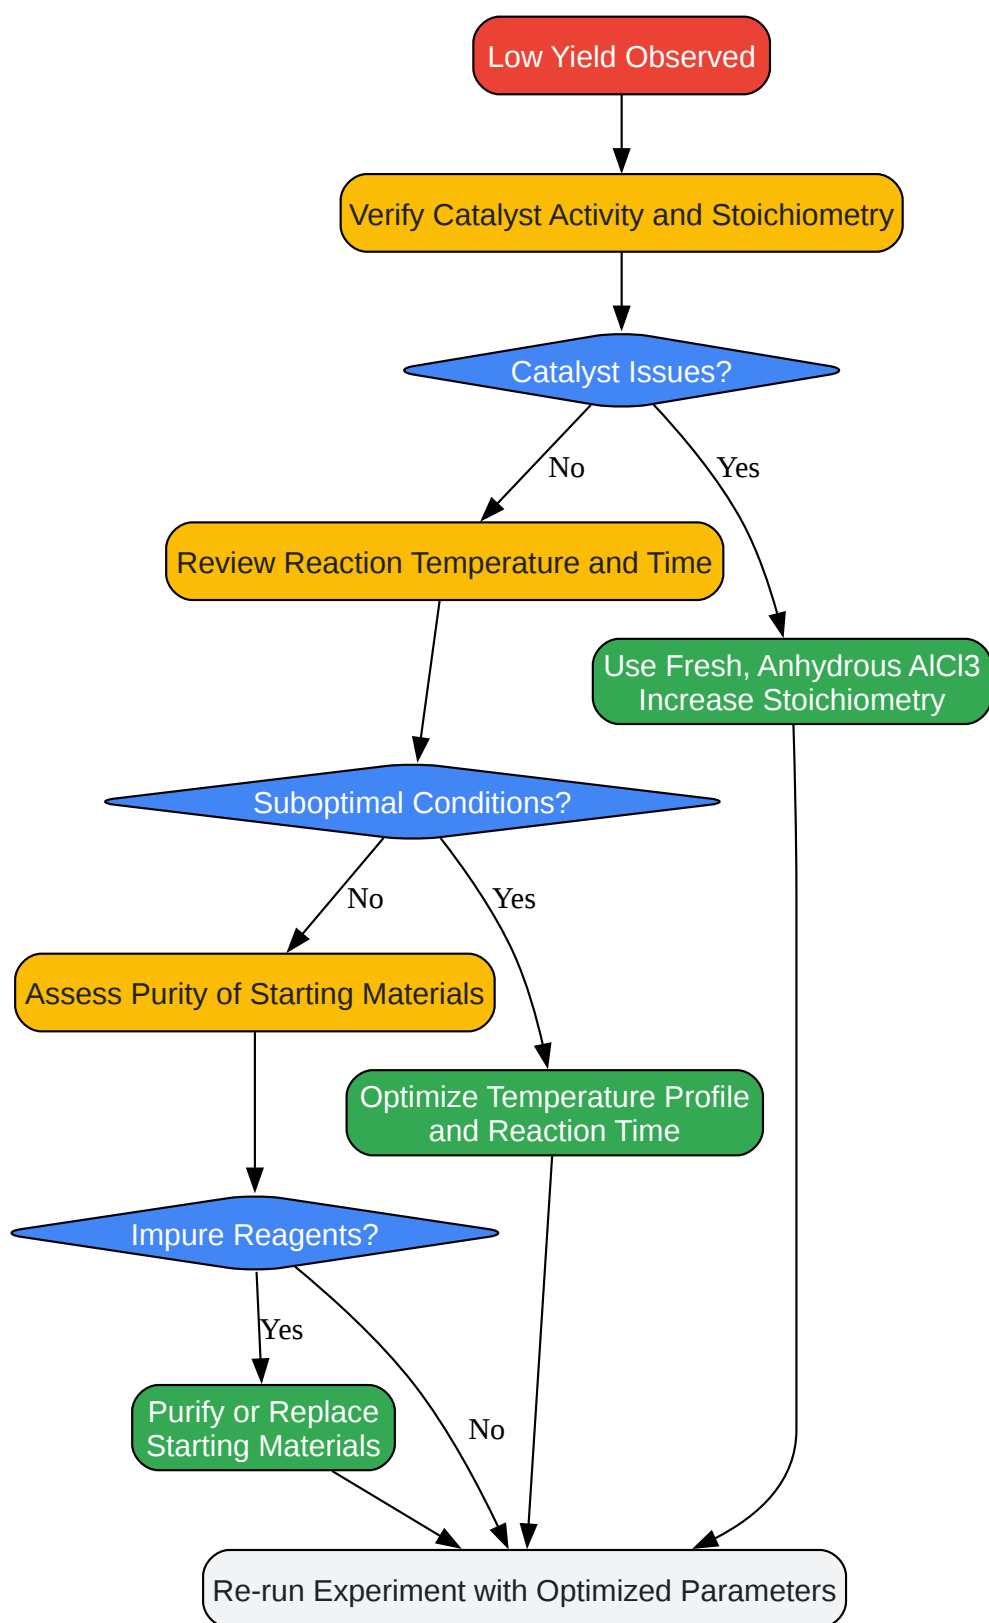 Low Yield Observed
Verify Catalyst Activity and Stoichiometry
Catalyst Issues?
No
Yes
Review Reaction Temperature and Time
Use Fresh, Anhydrous AlCl3
Increase Stoichiometry
Suboptimal Conditions?
No
Yes
Assess Purity of Starting Materials
Optimize Temperature Profile
and Reaction Time
Impure Reagents?
Yes
No
Purify or Replace
Starting Materials
Re-run Experiment with Optimized Parameters